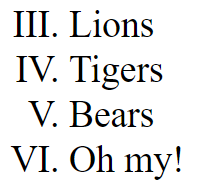 III. Lions
IV. Tigers
V. Bears
VI. Oh my!